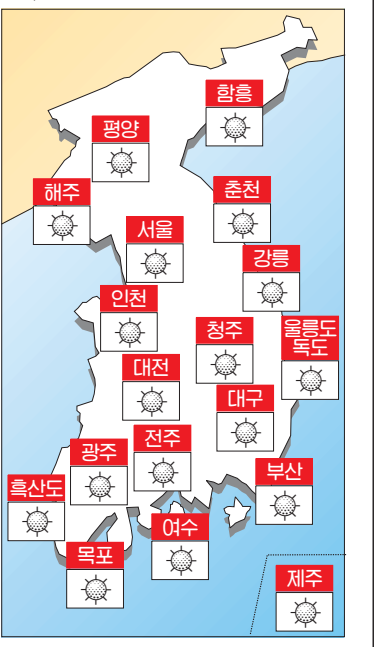 함흥
평양
해주
춘천
서울
강릉
인천
청주
울릉도
독도
대전
대구
전주
광주
부산
흑산도
여수
목포
제주